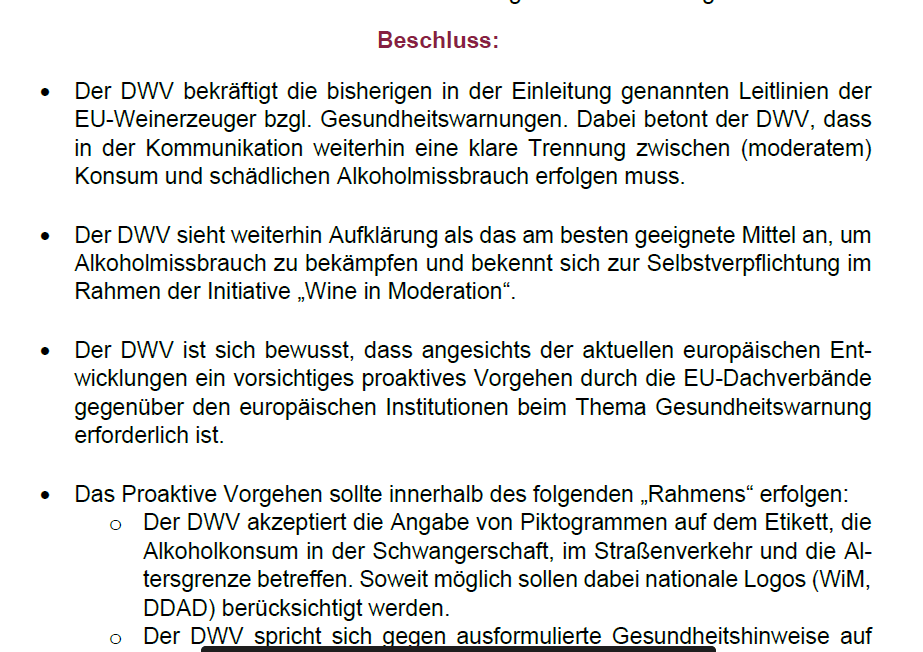 Beschluss:
• Der DWV bekräftigt die bisherigen in der Einleitung genannten Leitlinien der
EU-Weinerzeuger bzgl. Gesundheitswarnungen. Dabei betont der DWV, dass
in der Kommunikation weiterhin eine klare Trennung zwischen (moderatem)
Konsum und schädlichen Alkoholmissbrauch erfolgen muss.
• Der DWV sieht weiterhin Aufklärung als das am besten geeignete Mittel an, um
Alkoholmissbrauch zu bekämpfen und bekennt sich zur Selbstverpflichtung im
Rahmen der Initiative „Wine in Moderation“.
• Der DWV ist sich bewusst, dass angesichts der aktuellen europäischen Ent-
wicklungen ein vorsichtiges proaktives Vorgehen durch die EU-Dachverbände
gegenüber den europäischen Institutionen beim Thema Gesundheitswarnung
erforderlich ist.
• Das Proaktive Vorgehen sollte innerhalb des folgenden „Rahmens“ erfolgen:
o Der DWV akzeptiert die Angabe von Piktogrammen auf dem Etikett, die
Alkoholkonsum in der Schwangerschaft, im Straßenverkehr und die Al-
tersgrenze betreffen. Soweit möglich sollen dabei nationale Logos (WiM,
DDAD) berücksichtigt werden.
o Der DWV spricht sich gegen ausformulierte Gesundheitshinweise auf